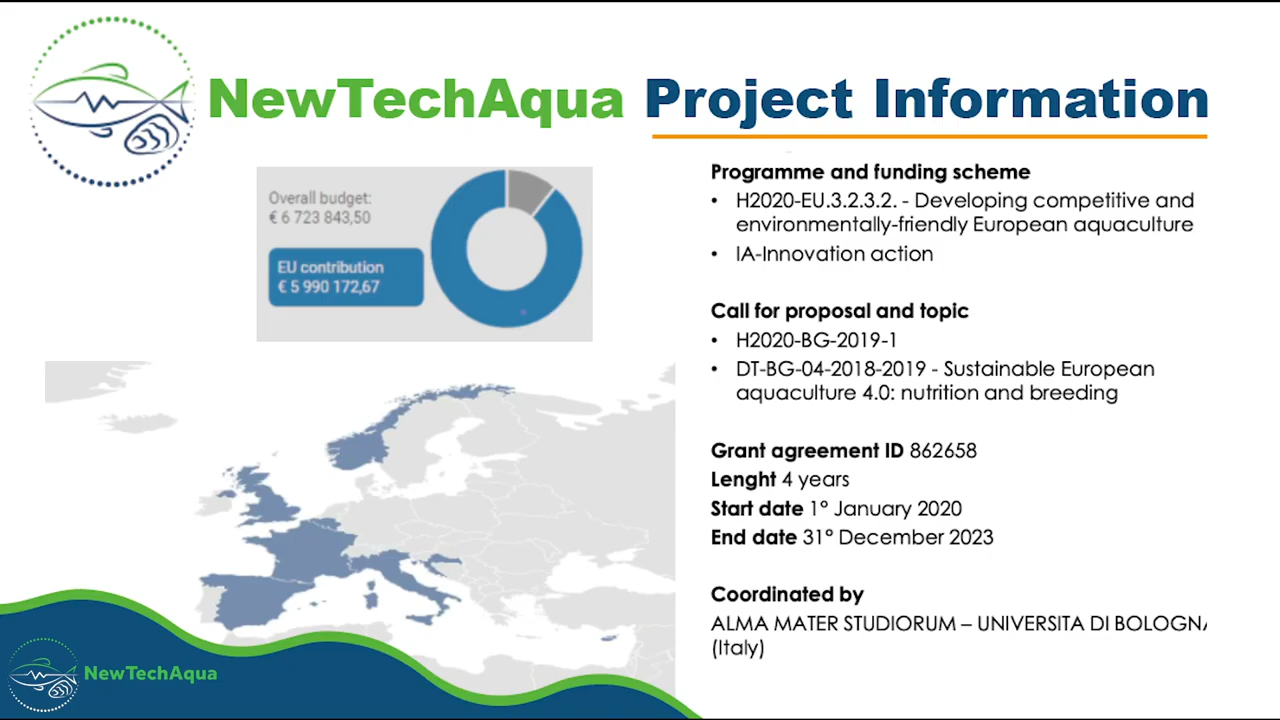 NewTechAqua Project Information
Overall budget:
€ 6 723 843,50
EU contribution
€ 5 990 172,67
Programme and funding scheme
• H2020-EU.3.2.3.2. - Developing competitive and
environmentally-friendly European aquaculture
• IA-Innovation action
Call for proposal and topic
• H2020-BG-2019-1
• DT-BG-04-2018-2019 - Sustainable European
aquaculture 4.0: nutrition and breeding
Grant agreement ID 862658
Lenght 4 years
Start date 1° January 2020
End date 31° December 2023
Coordinated by
ALMA MATER STUDIORUM – UNIVERSITA DI BOLOGNA
(Italy)
NewTechAqua